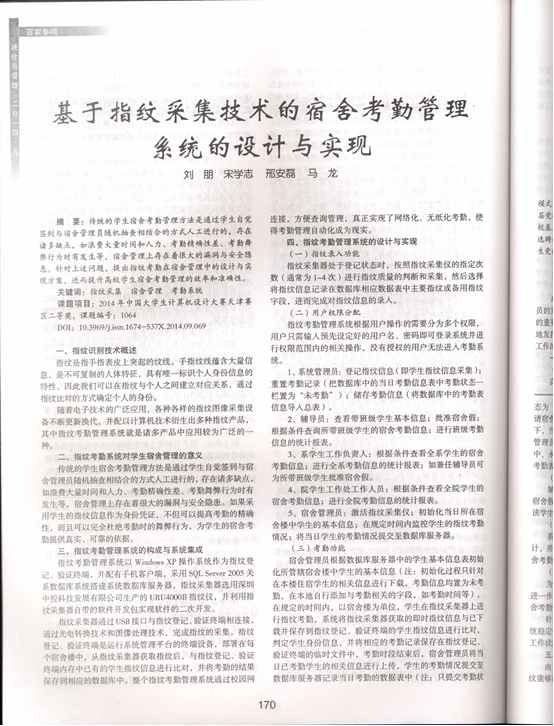 百家争鸣
设计与管理 二〇一四·六
基于指纹采集技术的宿舍考勤管理
系统的设计与实现
刘 朋 宋学志 邢安磊 马 龙
摘 要：传统的学生宿舍考勤管理方法是通过学生自觉
签到与宿舍管理员随机抽查相结合的方式人工进行的，存在
诸多缺点，如浪费大量时间和人力、考勤精确性差、考勤舞
弊行为时有发生等，宿舍管理上存在着很大的漏洞与安全隐
患。针对上述问题，提出指纹考勤在宿舍管理中的设计与实
现方案，进而提升高校学生宿舍考勤管理的效率和准确性。
关键词：指纹采集 宿舍管理 考勤系统
课题项目：2014 年中国大学生计算机设计大赛天津赛
区二等奖，课题编号：1064
DOI: 10.3969/j.issn.1674-537X.2014.09.069
一、指纹识别技术概述
指纹是指手指表皮上突起的纹线。手指纹线蕴含大量信
息，是不可复制的人体特征，具有唯一标识个人身份信息的
特性。因此我们可以在指纹与个人之间建立对应关系，通过
指纹比对的方式确定个人的身份。
随着电子技术的广泛应用，各种各样的指纹图像采集设
备不断更新换代，并配以计算机技术衍生出多种指纹产品，
其中指纹考勤管理系统就是诸多产品中应用较为广泛的一
种。
二、指纹考勤系统对学生宿舍管理的意义
传统的学生宿舍考勤管理方法是通过学生自觉签到与宿
舍管理员随机抽查相结合的方式人工进行的，存在诸多缺点，
如浪费大量时间和人力、考勤精确性差、考勤舞弊行为时有
发生等，宿舍管理上存在着很大的漏洞与安全隐患。如果采
用学生的指纹信息作为身份凭证，不但可以提高考勤的精确
性，而且可以完全杜绝考勤时的舞弊行为，为学生的宿舍考
勤提供真实、可靠的依据。
三、指纹考勤管理系统的构成与系统集成
指纹考勤管理系统以 Windows XP 操作系统作为指纹登
记、验证终端，并配有手机客户端，采用 SQL Server 2005 关
系数据库系统搭建系统数据库服务器，指纹采集器选用深圳
中控科技发展有限公司生产的 URU4000B 指纹仪，并利用指
纹采集器自带的软件开发包实现软件的二次开发。
指纹采集器通过 USB 接口与指纹登记、验证终端相连接，
通过光电转换技术和图像处理技术，完成指纹的采集。指纹
登记、验证终端是运行系统管理平台的终端设备，部署在每
个宿舍楼中，从指纹采集器获取指纹后，与指纹登记、验证
终端内存中已有的学生指纹信息进行比对，并将考勤的结果
保存到相应的数据库中。整个指纹考勤管理系统通过校园网
连接，方便查询管理，真正实现了网络化、无纸化考勤，使
得考勤管理自动化成为现实。
四、指纹考勤管理系统的设计与实现
（一）指纹录入功能
指纹采集器处于登记状态时，按照指纹采集仪的指定次
数（通常为 1-4 次）进行指纹质量的判断和采集，然后选择
将指纹信息记录在数据库相应数据表中主要指纹或备用指纹
字段，进而完成对指纹信息的录入。
（二）用户权限分配
指纹考勤管理系统根据用户操作的需要分为多个权限，
用户只需输入预先设定好的用户名、密码即可登录系统并进
行权限范围内的相关操作，没有授权的用户无法进入考勤系
统。
1、系统管理员：登记指纹信息（即学生指纹信息采集）；
重置考勤记录（把数据库中的当日考勤信息表中考勤状态一
栏置为“未考勤”）；储存考勤信息（将数据库中的考勤表
信息导入总表）。
2、辅导员：查看带班级学生基本信息；批准宿舍假；
根据条件查询所带班级学生的宿舍考勤信息；进行班级考勤
信息的统计报表。
3、系学生工作负责人：根据条件查看全系学生的宿舍
考勤信息；进行全系考勤信息的统计报表；如兼任辅导员可
为所带班级学生批准宿舍假。
4、院学生工作处工作人员：根据条件查看全院学生的
宿舍考勤信息；进行全院考勤信息的统计报表。
5、宿舍管理员：激活指纹采集仪；初始化当日所在宿
舍楼中学生的基本信息；在规定时间内监控学生的指纹考勤
情况；将当日学生的考勤情况提交至数据库服务器。
（三）考勤功能
宿舍管理员根据数据库服务器中的学生基本信息表初始
化所管辖宿舍楼中学生的基本信息（注：初始化过程只针对
在本楼住宿学生的相关信息进行下载，考勤信息均置为未考
勤，在本地自行添加与考勤相关的字段，如考勤时间等），
在规定的时间内，以宿舍楼为单位，学生在指纹采集器上进
行指纹考勤，系统将指纹采集器获取的即时指纹信息与已下
载并保存到指纹登记、验证终端的学生指纹信息进行比对，
判定学生身份信息，并将相应的考勤记录保存在指纹登记、
验证终端的临时文件中，考勤时段结束后，宿舍管理员将当
日已考勤学生的相关信息进行上传，学生的考勤情况提交至
数据库服务器记录当日考勤的数据表中（注：只提交考勤状
170